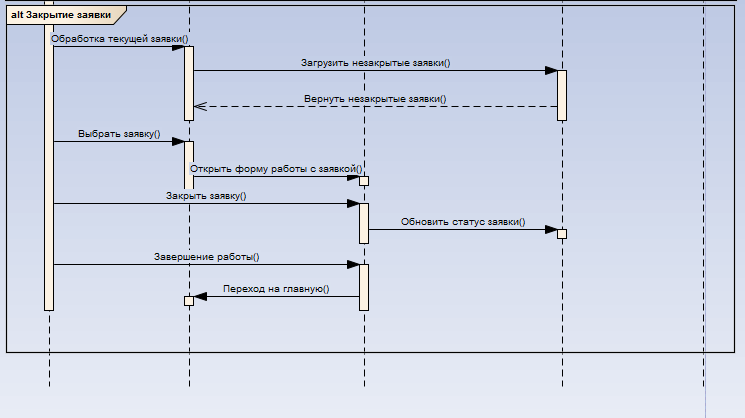 alt Закрытие заявки
Обработка текущей заявки()
Загрузить незакрытые заявки()
Вернуть незакрытые заявки()
Выбрать заявку()
Открыть форму работы с заявкой()
Закрыть заявку()
Обновить статус заявки()
Завершение работы()
Переход на главную()